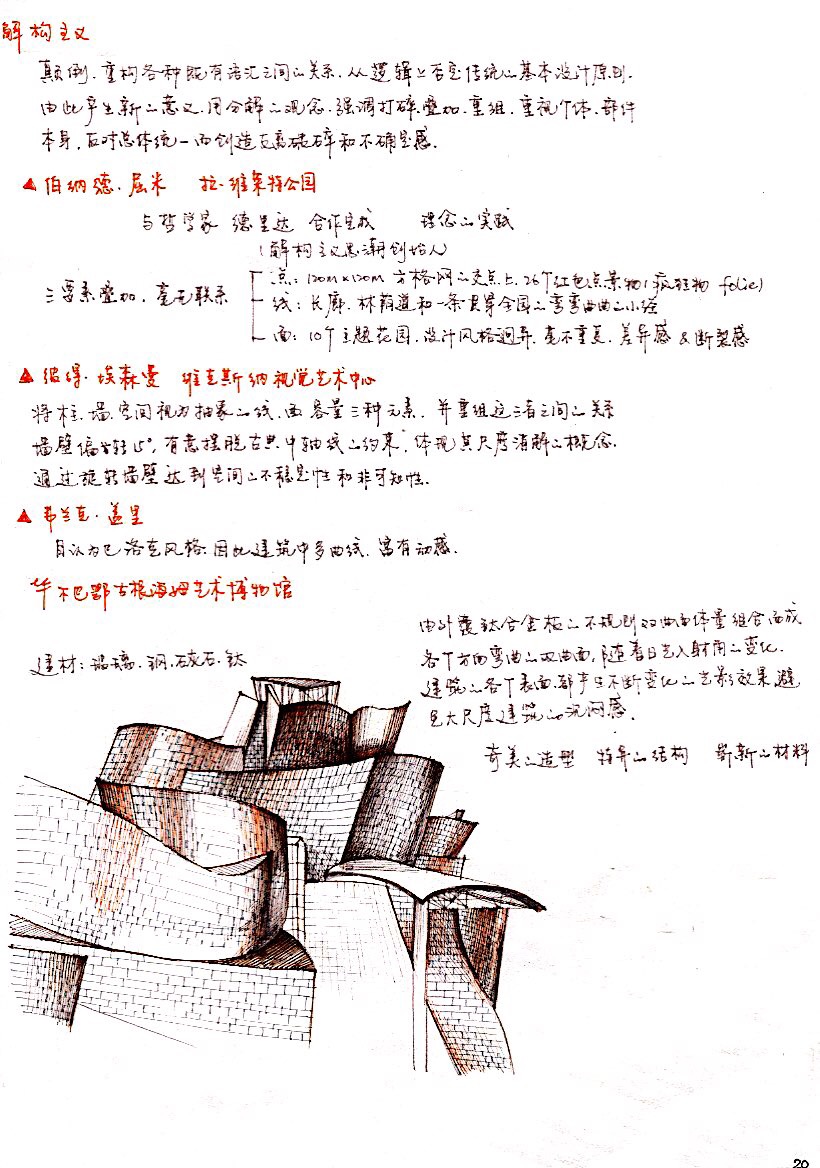 解构主义
颠倒、重构各种既有语汇之间的关系,从逻辑上否定传统的基本设计原则.
由此产生新的意义.用分解的观念.强调打碎.叠加.重组.重视个体、部件
本身,反对总体统一而创造支离破碎和不确定感.
▲ 伯纳德·屈米 拉·维莱特公园
与哲学家 德里达 合作完成 理念的实践
(解构主义思潮创始人)
三要素叠加,毫无联系
点:120m×120m 方格网的交点上.26个红色点景物(疯狂物 folie)
线:长廊.林荫道和一条贯穿全园的弯弯曲曲的小径
面:10个主题花园.设计风格迥异.毫不重复.差异感 & 断裂感
▲ 彼得·埃森曼 维克斯纳视觉艺术中心
将柱、墙、空间视为抽象的线、面、容量三种元素,并重组这三者之间的关系
墙壁偏转15°,有意摆脱古典中轴线的约束,体现其尺度消解的概念.
通过旋转墙壁达到空间的不稳定性和非可知性.
▲ 弗兰克·盖里
自认为巴洛克风格.因此建筑中多曲线.富有动感.
毕尔巴鄂古根海姆艺术博物馆
由外裹钛合金板的不规则双曲面体量组合而成
建材:玻璃.钢.石灰石.钛
各个方面弯曲的双曲面,随着日光入射角的变化.
建筑的各个表面都产生不断变化的光影效果避
免大尺度建筑的沉闷感.
奇美的造型 特异的结构 崭新的材料
20